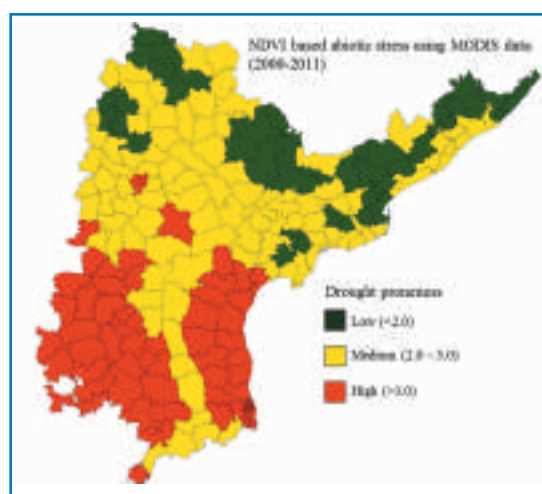 NDVI based abiotic stress using MODIS data
(2000-2011)
Drought proneness
Low (<2.0)
Medium (2.0 - 3.0)
High (>3.0)